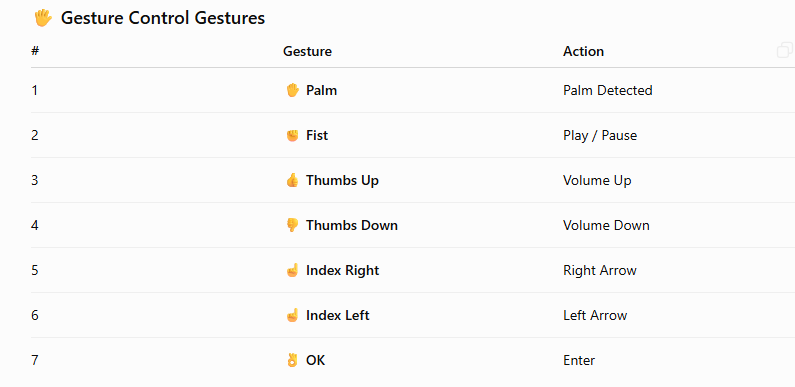 🖐 Gesture Control Gestures
# Gesture Action
1 ✋ Palm Palm Detected
2 ✊ Fist Play / Pause
3 👍 Thumbs Up Volume Up
4 👎 Thumbs Down Volume Down
5 ☝ Index Right Right Arrow
6 ☝ Index Left Left Arrow
7 👌 OK Enter